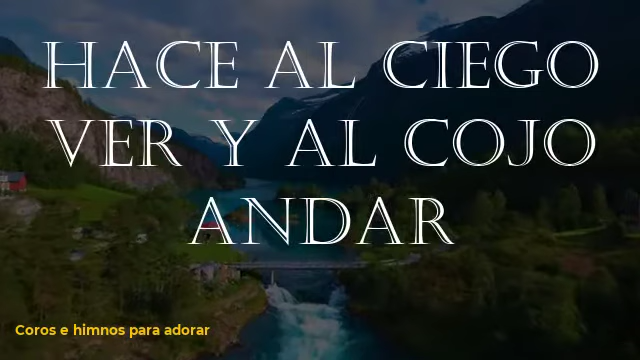 HACE AL CIEGO
VER Y AL COJO
ANDAR
Coros e himnos para adorar